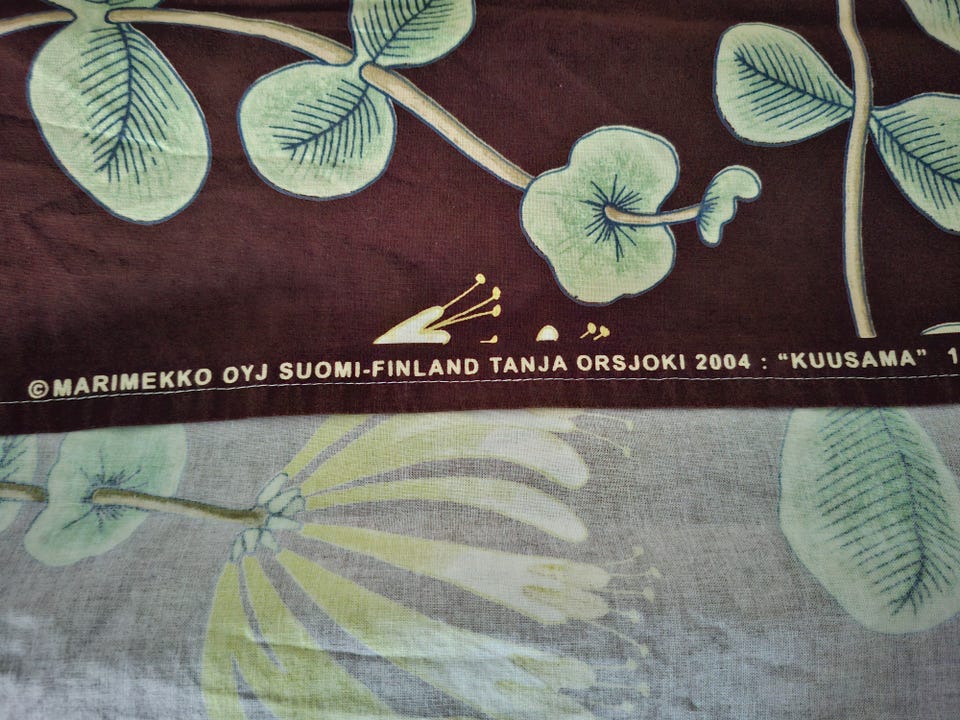 ©MARIMEKKO OYJ SUOMI-FINLAND TANJA ORSJOKI 2004 : “KUUSAMA” 1